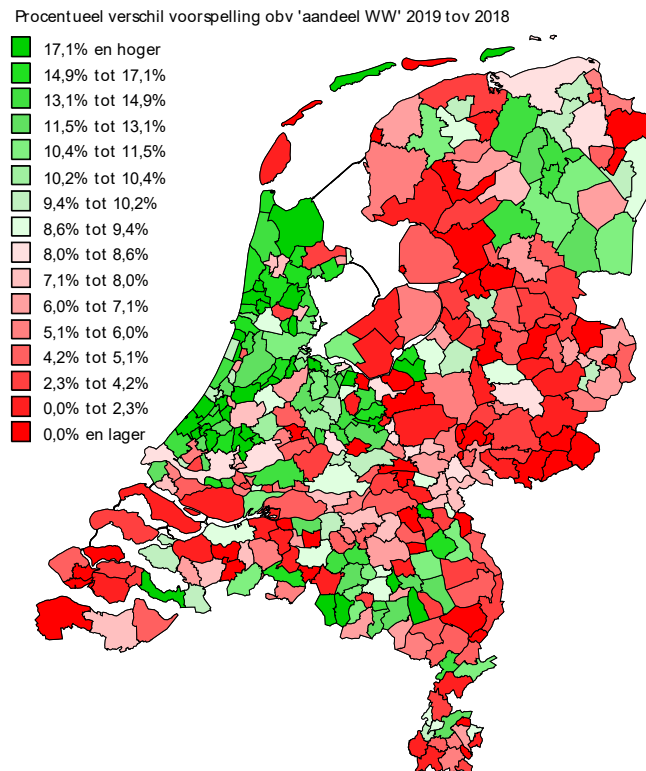 Procentueel verschil voorspelling obv 'aandeel WW' 2019 tov 2018
17,1% en hoger
14,9% tot 17,1%
13,1% tot 14,9%
11,5% tot 13,1%
10,4% tot 11,5%
10,2% tot 10,4%
9,4% tot 10,2%
8,6% tot 9,4%
8,0% tot 8,6%
7,1% tot 8,0%
6,0% tot 7,1%
5,1% tot 6,0%
4,2% tot 5,1%
2,3% tot 4,2%
0,0% tot 2,3%
0,0% en lager